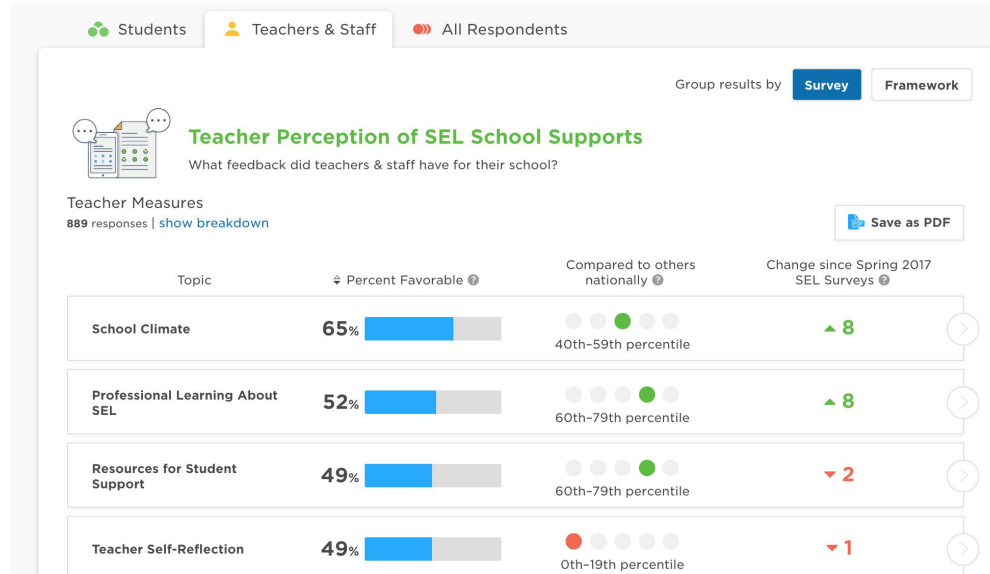 Students
Teachers & Staff
All Respondents
Group results by
Survey
Framework
Teacher Perception of SEL School Supports
What feedback did teachers & staff have for their school?
Teacher Measures
889 responses | show breakdown
Save as PDF
Topic
Percent Favorable ?
Compared to others
nationally ?
Change since Spring 2017
SEL Surveys ?
School Climate
65%
40th–59th percentile
8
Professional Learning About
SEL
52%
60th–79th percentile
8
Resources for Student
Support
49%
60th–79th percentile
2
Teacher Self-Reflection
49%
0th–19th percentile
1